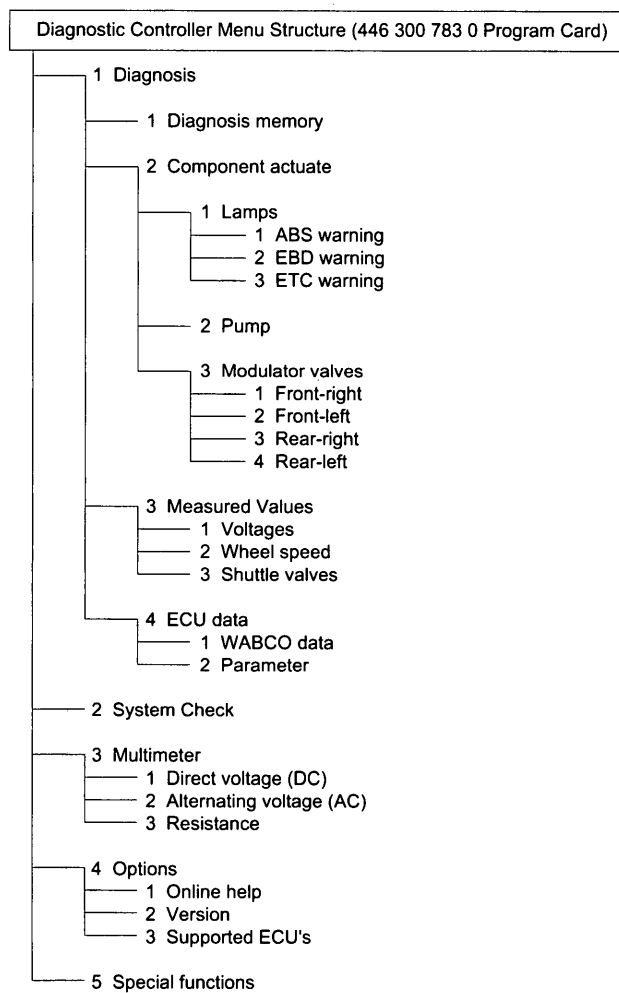 Diagnostic Controller Menu Structure (446 300 783 0 Program Card)
1 Diagnosis
1 Diagnosis memory
2 Component actuate
1 Lamps
1 ABS warning
2 EBD warning
3 ETC warning
2 Pump
3 Modulator valves
1 Front-right
2 Front-left
3 Rear-right
4 Rear-left
3 Measured Values
1 Voltages
2 Wheel speed
3 Shuttle valves
4 ECU data
1 WABCO data
2 Parameter
2 System Check
3 Multimeter
1 Direct voltage (DC)
2 Alternating voltage (AC)
3 Resistance
4 Options
1 Online help
2 Version
3 Supported ECU's
5 Special functions